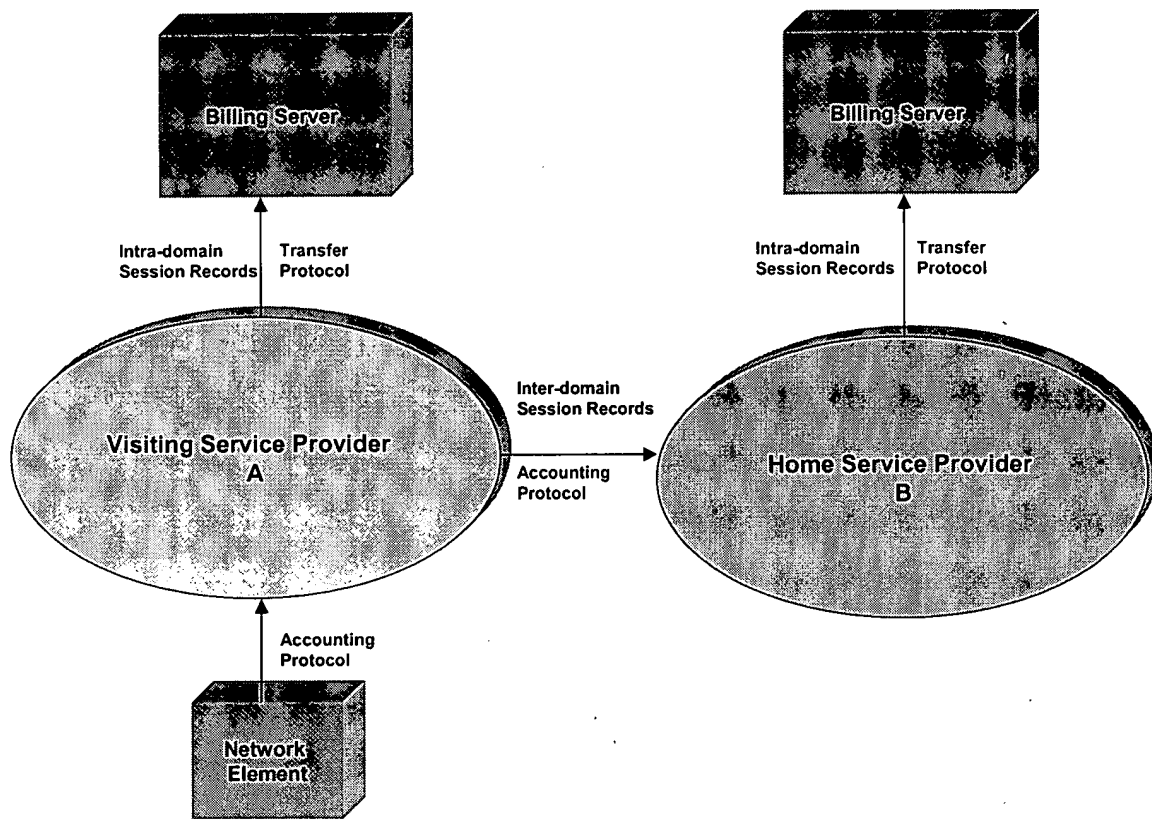 Billing Server
Billing Server
Intra-domain
Session Records
Transfer
Protocol
Intra-domain
Session Records
Transfer
Protocol
Visiting Service Provider
A
Inter-domain
Session Records
Accounting
Protocol
Home Service Provider
B
Accounting
Protocol
Network
Element